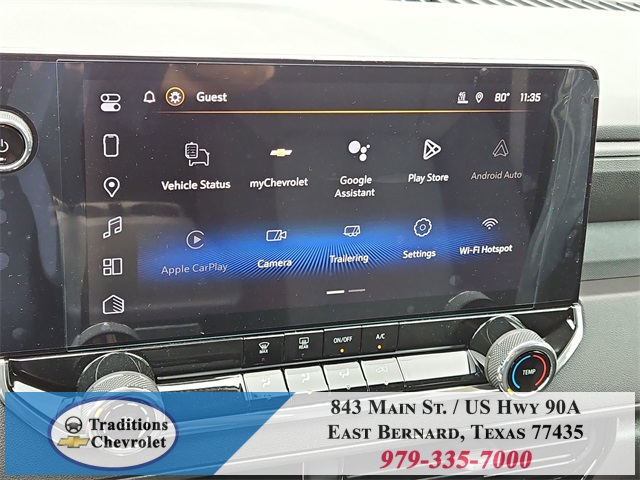 Guest
80° 11:35
Vehicle Status
myChevrolet
Google
Assistant
Play Store
Android Auto
Apple CarPlay
Camera
Trailering
Settings
Wi-Fi Hotspot
MAX
REAR
ON/OFF
A/C
TEMP
Traditions
Chevrolet
843 Main St. / US Hwy 90A
East Bernard, Texas 77435
979-335-7000